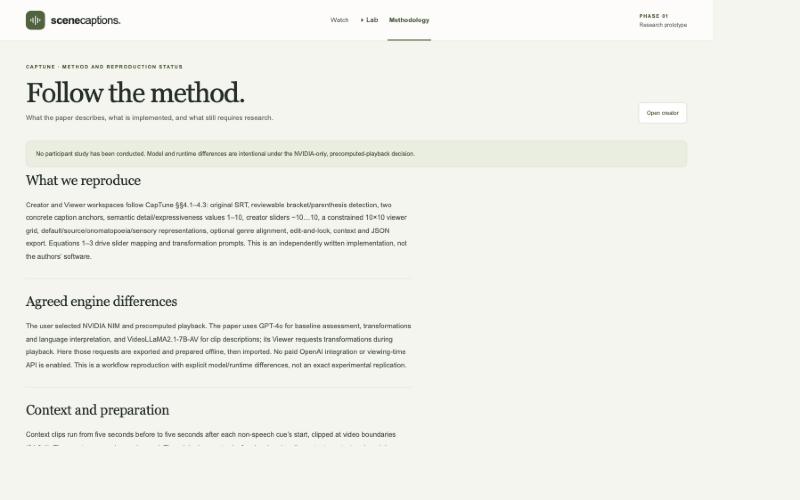 scenecaptions.
Watch
Lab
Methodology
PHASE 01
Research prototype
CAPTUNE · METHOD AND REPRODUCTION STATUS
Follow the method.
What the paper describes, what is implemented, and what still requires research.
Open creator
No participant study has been conducted. Model and runtime differences are intentional under the NVIDIA-only, precomputed-playback decision.
What we reproduce
Creator and Viewer workspaces follow CapTune §§4.1–4.3: original SRT, reviewable bracket/parenthesis detection, two
concrete caption anchors, semantic detail/expressiveness values 1–10, creator sliders −10…10, a constrained 10×10 viewer
grid, default/source/onomatopoeia/sensory representations, optional genre alignment, edit-and-lock, context and JSON
export. Equations 1–3 drive slider mapping and transformation prompts. This is an independently written implementation, not
the authors' software.
Agreed engine differences
The user selected NVIDIA NIM and precomputed playback. The paper uses GPT-4o for baseline assessment, transformations
and language interpretation, and VideoLLaMA2.1-7B-AV for clip descriptions; its Viewer requests transformations during
playback. Here those requests are exported and prepared offline, then imported. No paid OpenAI integration or viewing-time
API is enabled. This is a workflow reproduction with explicit model/runtime differences, not an exact experimental replication.
Context and preparation
Context clips run from five seconds before to five seconds after each non-speech cue's start, clipped at video boundaries